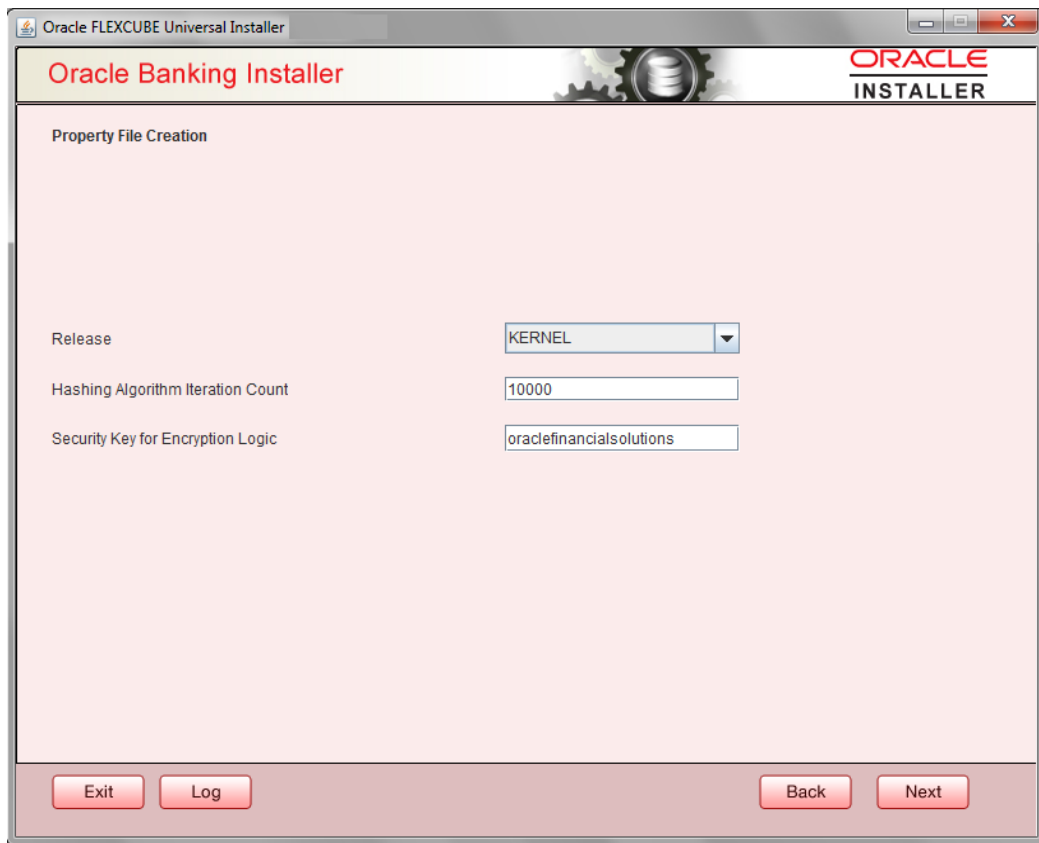 Oracle FLEXCUBE Universal Installer
Oracle Banking Installer
ORACLE
INSTALLER
Property File Creation
Release
KERNEL
Hashing Algorithm Iteration Count
10000
Security Key for Encryption Logic
oraclefinancialsolutions
Exit
Log
Back
Next